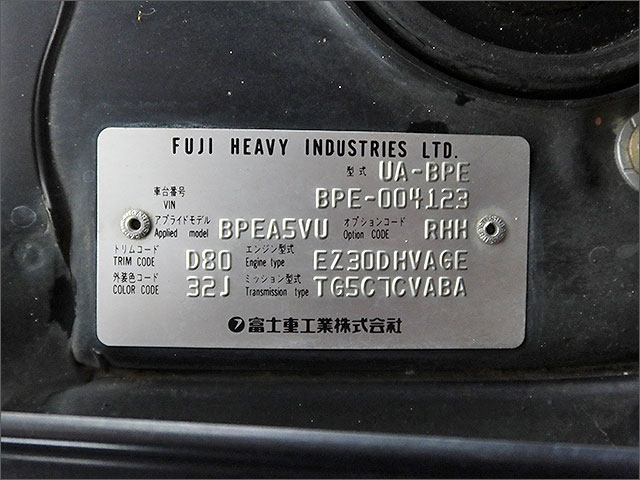 FUJI HEAVY INDUSTRIES LTD.
型式 UA-BPE
車台番号 VIN BPE-004123
アプライドモデル Applied model BPEA5VU オプションコード Option CODE RHH
トリムコード TRIM CODE D80 エンジン型式 Engine type EZ30DHVAGE
外装色コード COLOR CODE 32J ミッション型式 Transmission type TG5C7CVABA
富士重工業株式会社